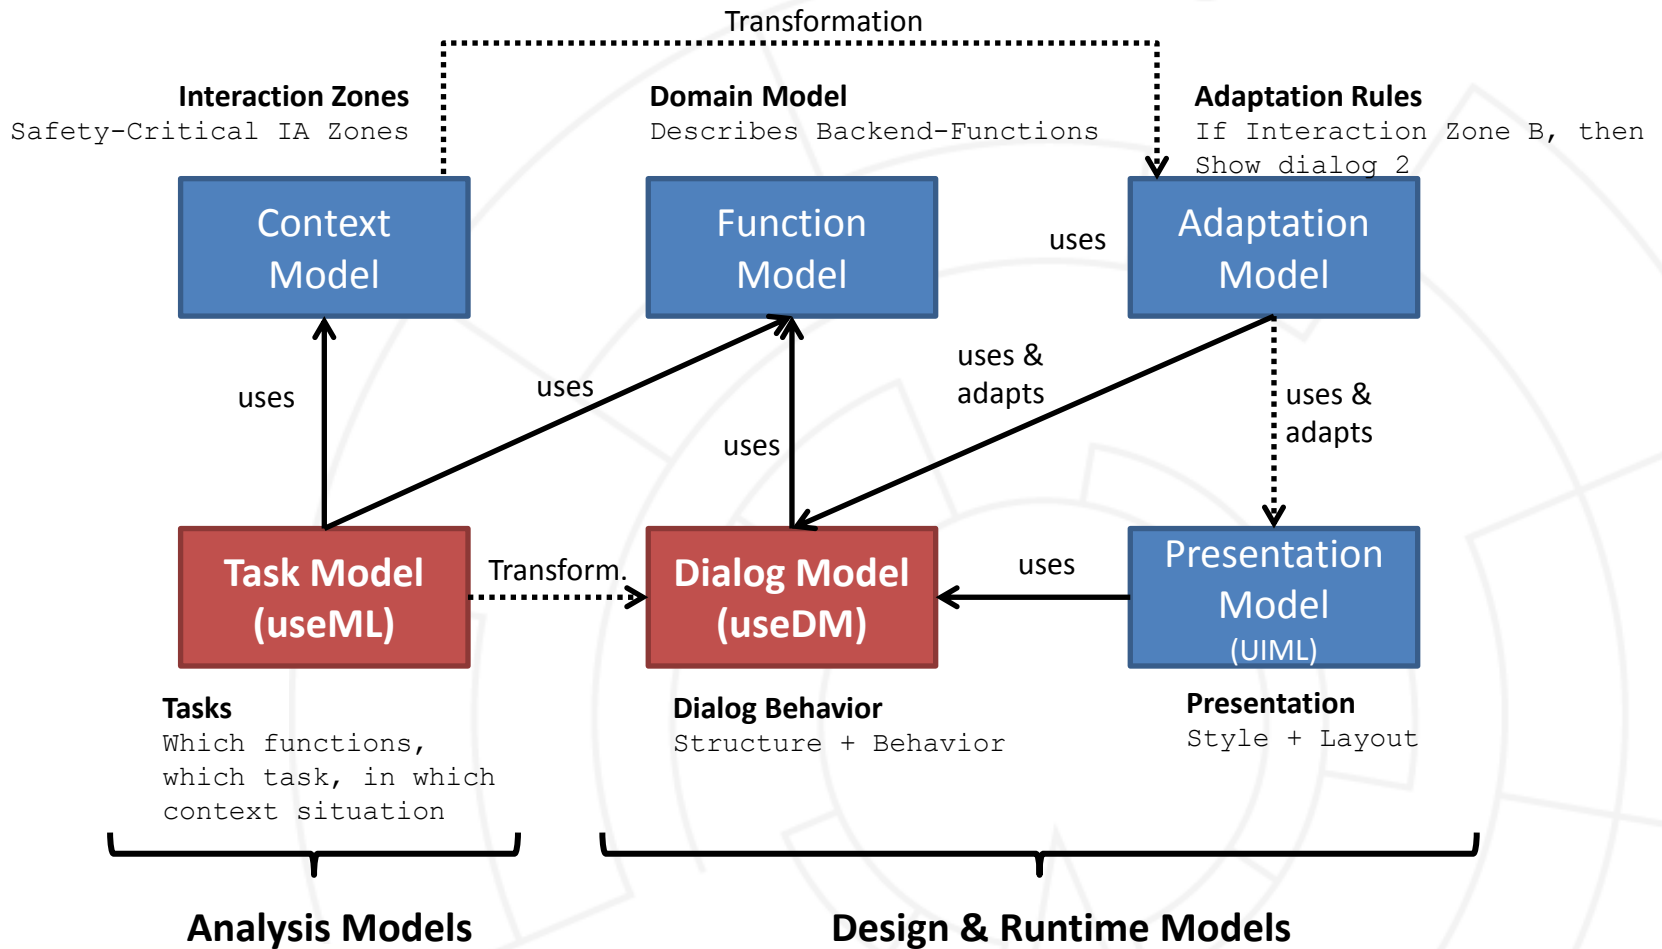 Transformation
Interaction Zones
Safety-Critical IA Zones
Domain Model
Describes Backend-Functions
Adaptation Rules
If Interaction Zone B, then
Show dialog 2
Context
Model
Function
Model
uses
Adaptation
Model
uses
uses
uses
uses &
adapts
uses &
adapts
Task Model
(useML)
Transform.
Dialog Model
(useDM)
uses
Presentation
Model
(UIML)
Tasks
Which functions,
which task, in which
context situation
Dialog Behavior
Structure + Behavior
Presentation
Style + Layout
Analysis Models
Design & Runtime Models